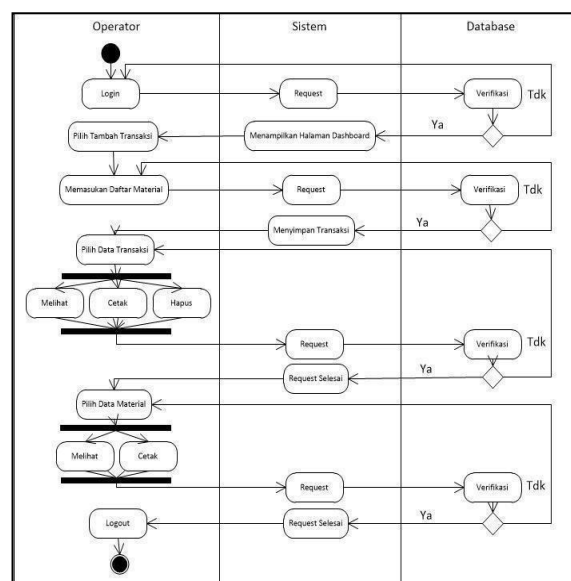 Operator Sistem Database
Login Request Verifikasi Tdk
Ya
Pilih Tambah Transaksi Menampilkan Halaman Dashboard
Memasukan Daftar Material Request Verifikasi Tdk
Menyimpan Transaksi Ya
Pilih Data Transaksi
Melihat Cetak Hapus
Request Verifikasi Tdk
Request Selesai Ya
Pilih Data Material
Melihat Cetak
Request Verifikasi Tdk
Logout Request Selesai Ya